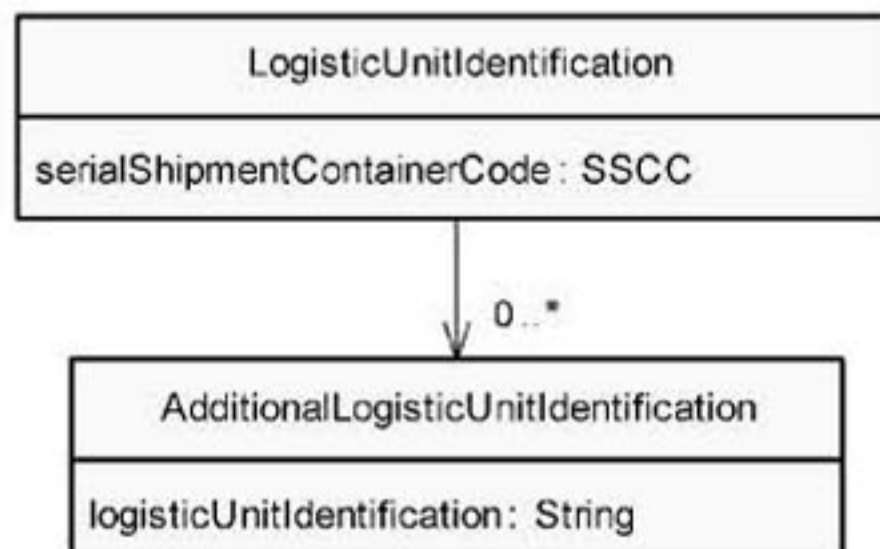 LogisticUnitIdentification
serialShipmentContainerCode: SSCC
0..*
AdditionalLogisticUnitIdentification
logisticUnitIdentification: String